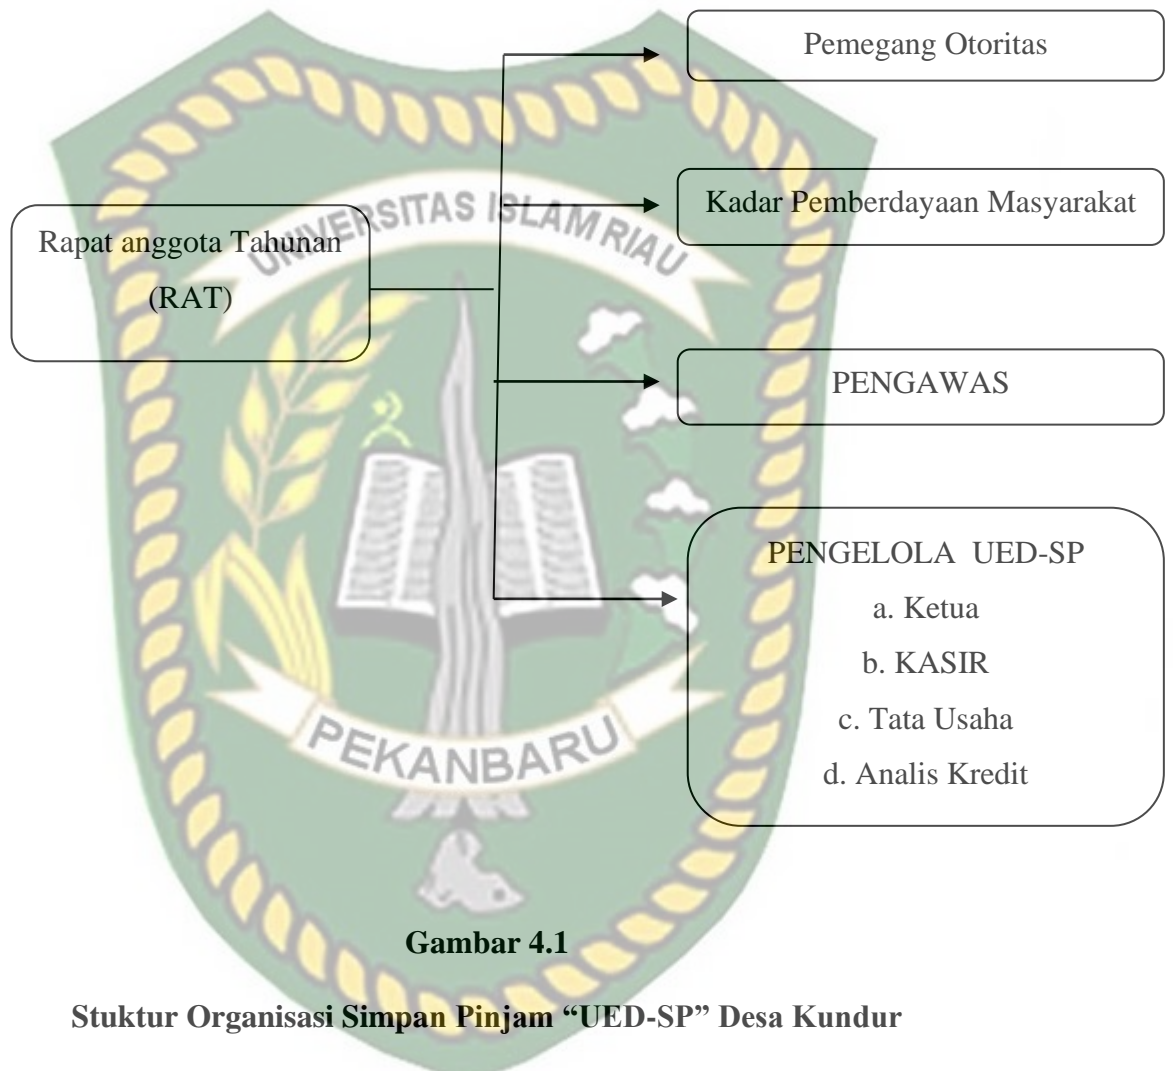 Pemegang Otoritas
Kadar Pemberdayaan Masyarakat
Rapat anggota Tahunan
(RAT)
PENGAWAS
PENGELOLA UED-SP
a. Ketua
b. KASIR
c. Tata Usaha
d. Analis Kredit
UNIVERSITAS ISLAM RIAU
PEKANBARU
Gambar 4.1
Stuktur Organisasi Simpan Pinjam “UED-SP” Desa Kundur